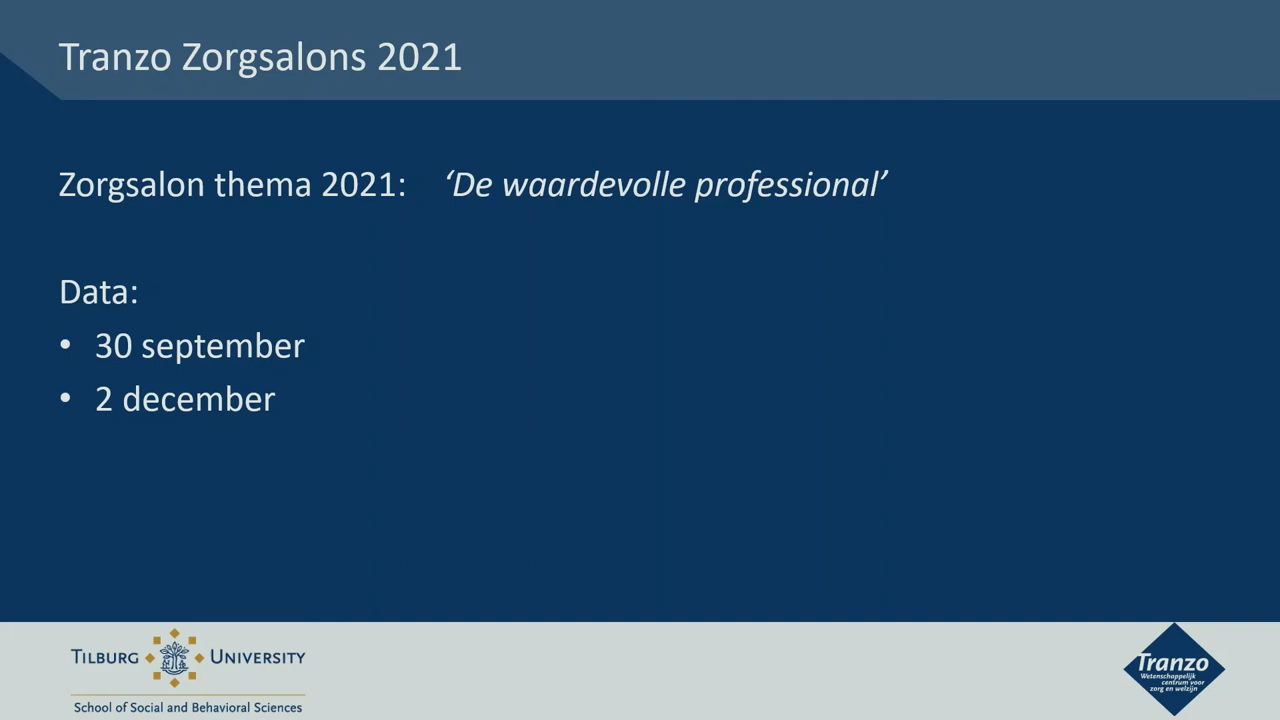 Tranzo Zorgsalons 2021
Zorgsalon thema 2021: ‘De waardevolle professional’
Data:
• 30 september
• 2 december
TILBURG UNIVERSITY
School of Social and Behavioral Sciences
Tranzo
Wetenschappelijk
centrum voor
zorg en welzijn